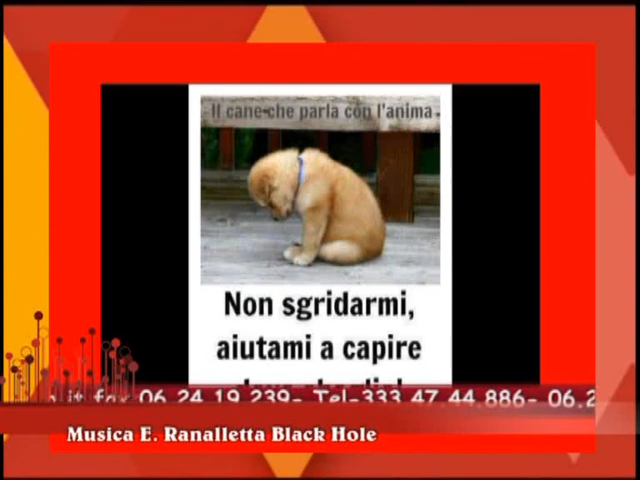 Il cane che parla con l'anima
Non sgridarmi,
aiutami a capire
fax 06.24.19.239- Tel-333.47.44.886- 06.2
Musica E. Ranalletta Black Hole